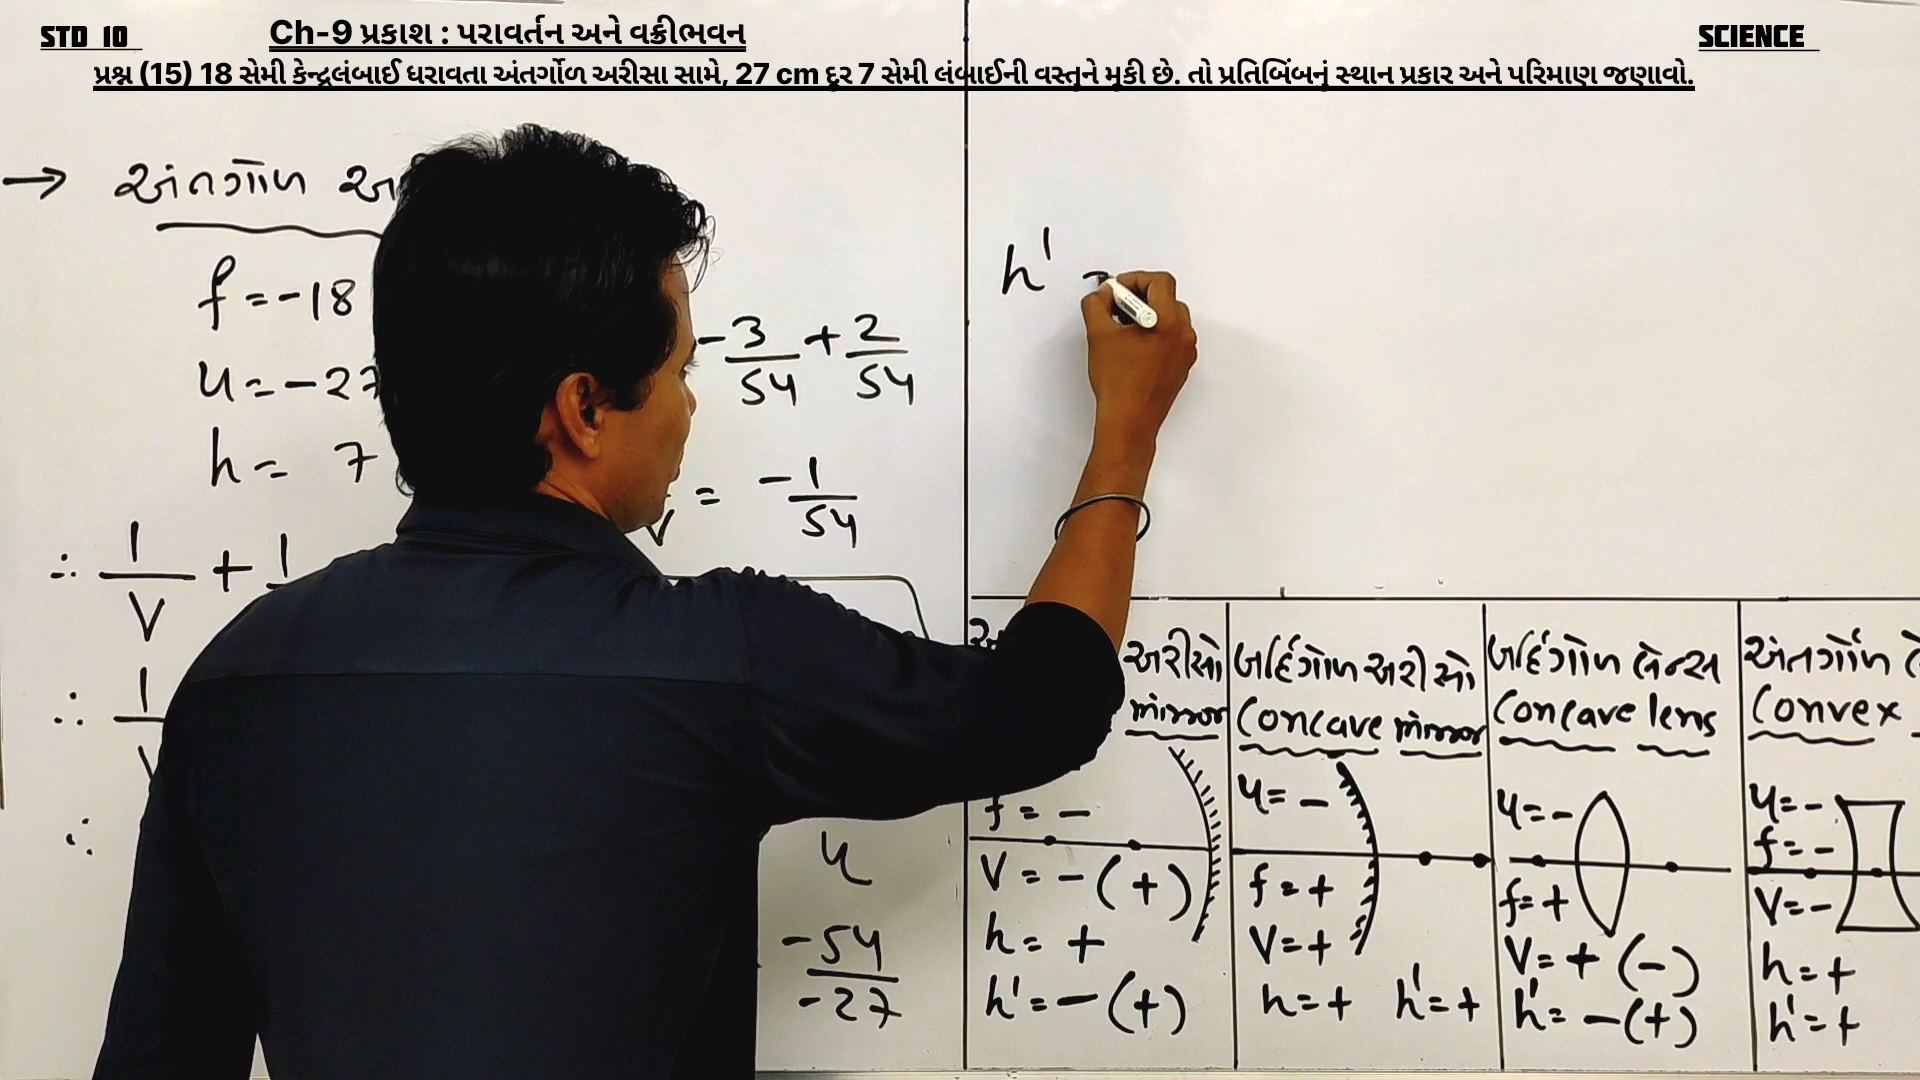 STD 10
Ch-9 પ્રકાશ : પરાવર્તન અને વક્રીભવન
SCIENCE
પ્રશ્ન (15) 18 સેમી કેન્દ્રલંબાઈ ધરાવતા અંતર્ગોળ અરીસા સામે, 27 cm દૂર 7 સેમી લંબાઈની વસ્તુને મૂકી છે. તો પ્રતિબિંબનું સ્થાન પ્રકાર અને પરિમાણ જણાવો.
→ અંતર્ગોળ
f = -18
u = -27
h = 7
∴ 1/V + 1
∴ 1
∴
-3/54 + 2/54
V = -1/54
u
-54/-27
h' =
અરીસો
mirror
f = -
V = - (+)
h = +
h' = - (+)
બર્હિગોળ અરીસો
Concave mirror
u = -
f = +
V = +
h = + h' = +
બર્હિગોળ લેન્સ
Concave lens
u = -
f = +
V = + (-)
h' = - (+)
અંતર્ગોળ
Convex
u = -
f = -
V = -
h = +
h' = +